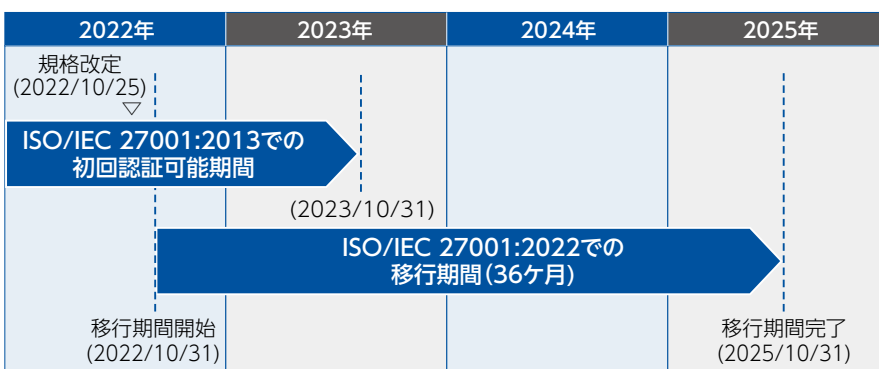 2022年
2023年
2024年
2025年
規格改定
(2022/10/25)
▽
ISO/IEC 27001:2013での
初回認証可能期間
(2023/10/31)
ISO/IEC 27001:2022での
移行期間(36ケ月)
移行期間開始
(2022/10/31)
移行期間完了
(2025/10/31)